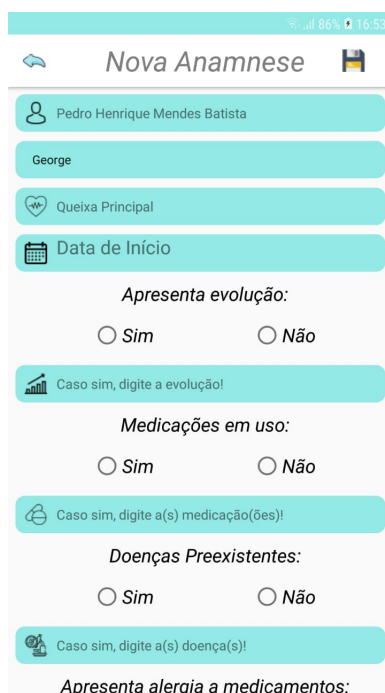 86% 16:53
Nova Anamnese
Pedro Henrique Mendes Batista
George
Queixa Principal
Data de Início
Apresenta evolução:
Sim Não
Caso sim, digite a evolução!
Medicações em uso:
Sim Não
Caso sim, digite a(s) medicação(ões)!
Doenças Preexistentes:
Sim Não
Caso sim, digite a(s) doença(s)!
Apresenta alergia a medicamentos: